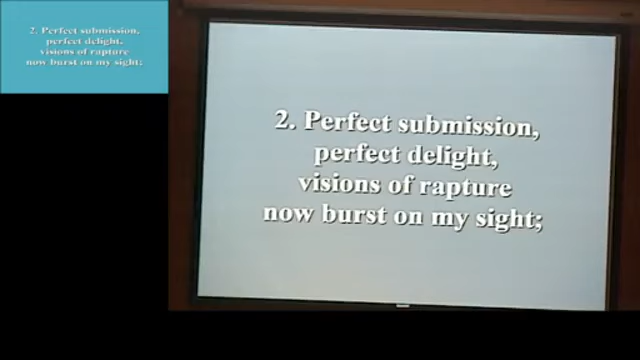 2. Perfect submission,
perfect delight,
visions of rapture
now burst on my sight;
2. Perfect submission,
perfect delight,
visions of rapture
now burst on my sight;